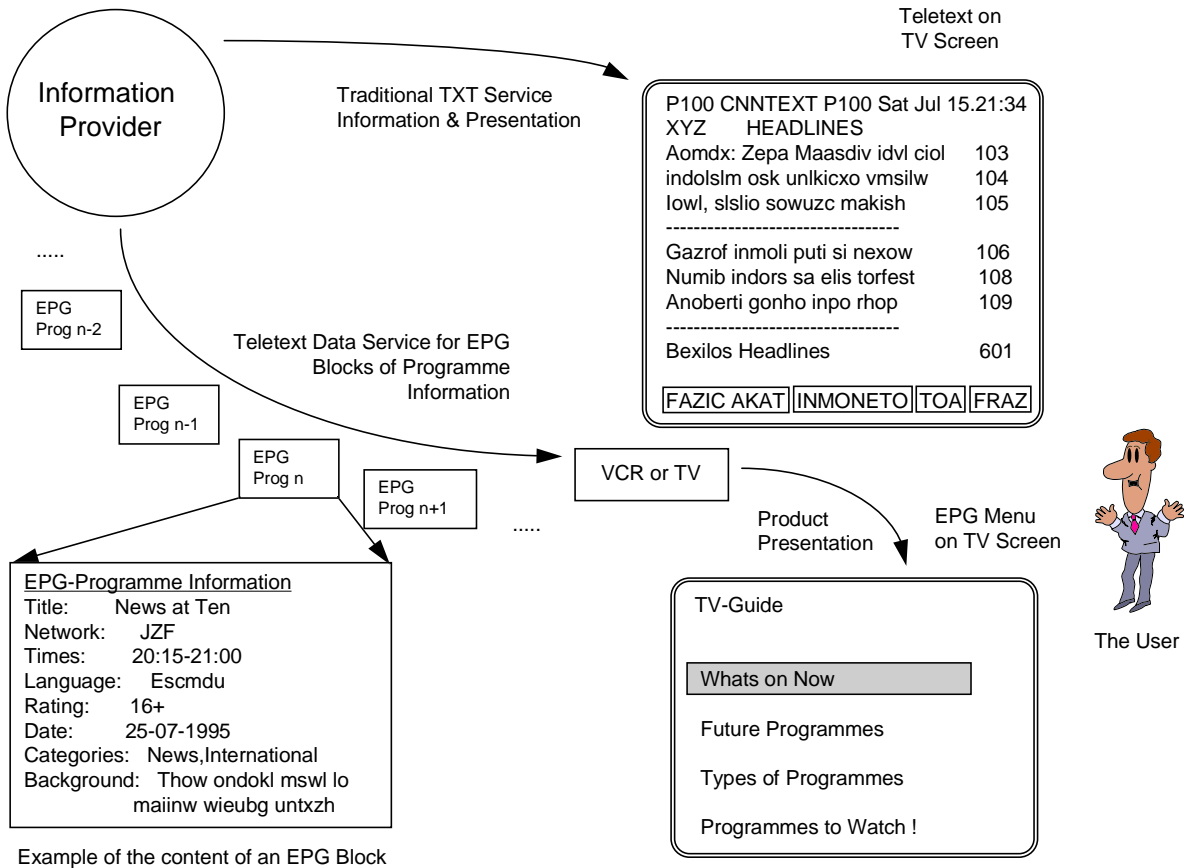 Teletext on
TV Screen
Information
Provider
Traditional TXT Service
Information & Presentation
P100 CNNTEXT P100 Sat Jul 15.21:34
XYZ HEADLINES
Aomdx: Zepa Maasdiv idvl ciol 103
indolslm osk unlkicxo vmsilw 104
Iowl, slslio sowuzc makish 105
----------------------------------
Gazrof inmoli puti si nexow 106
Numib indors sa elis torfest 108
Anoberti gonho inpo rhop 109
----------------------------------
Bexilos Headlines 601
FAZIC AKAT INMONETO TOA FRAZ
.....
EPG
Prog n-2
Teletext Data Service for EPG
Blocks of Programme
Information
EPG
Prog n-1
EPG
Prog n
EPG
Prog n+1
.....
VCR or TV
Product
Presentation
EPG Menu
on TV Screen
The User
EPG-Programme Information
Title: News at Ten
Network: JZF
Times: 20:15-21:00
Language: Escmdu
Rating: 16+
Date: 25-07-1995
Categories: News,International
Background: Thow ondokl mswl lo
maiinw wieubg untxzh
Example of the content of an EPG Block
TV-Guide
Whats on Now
Future Programmes
Types of Programmes
Programmes to Watch !